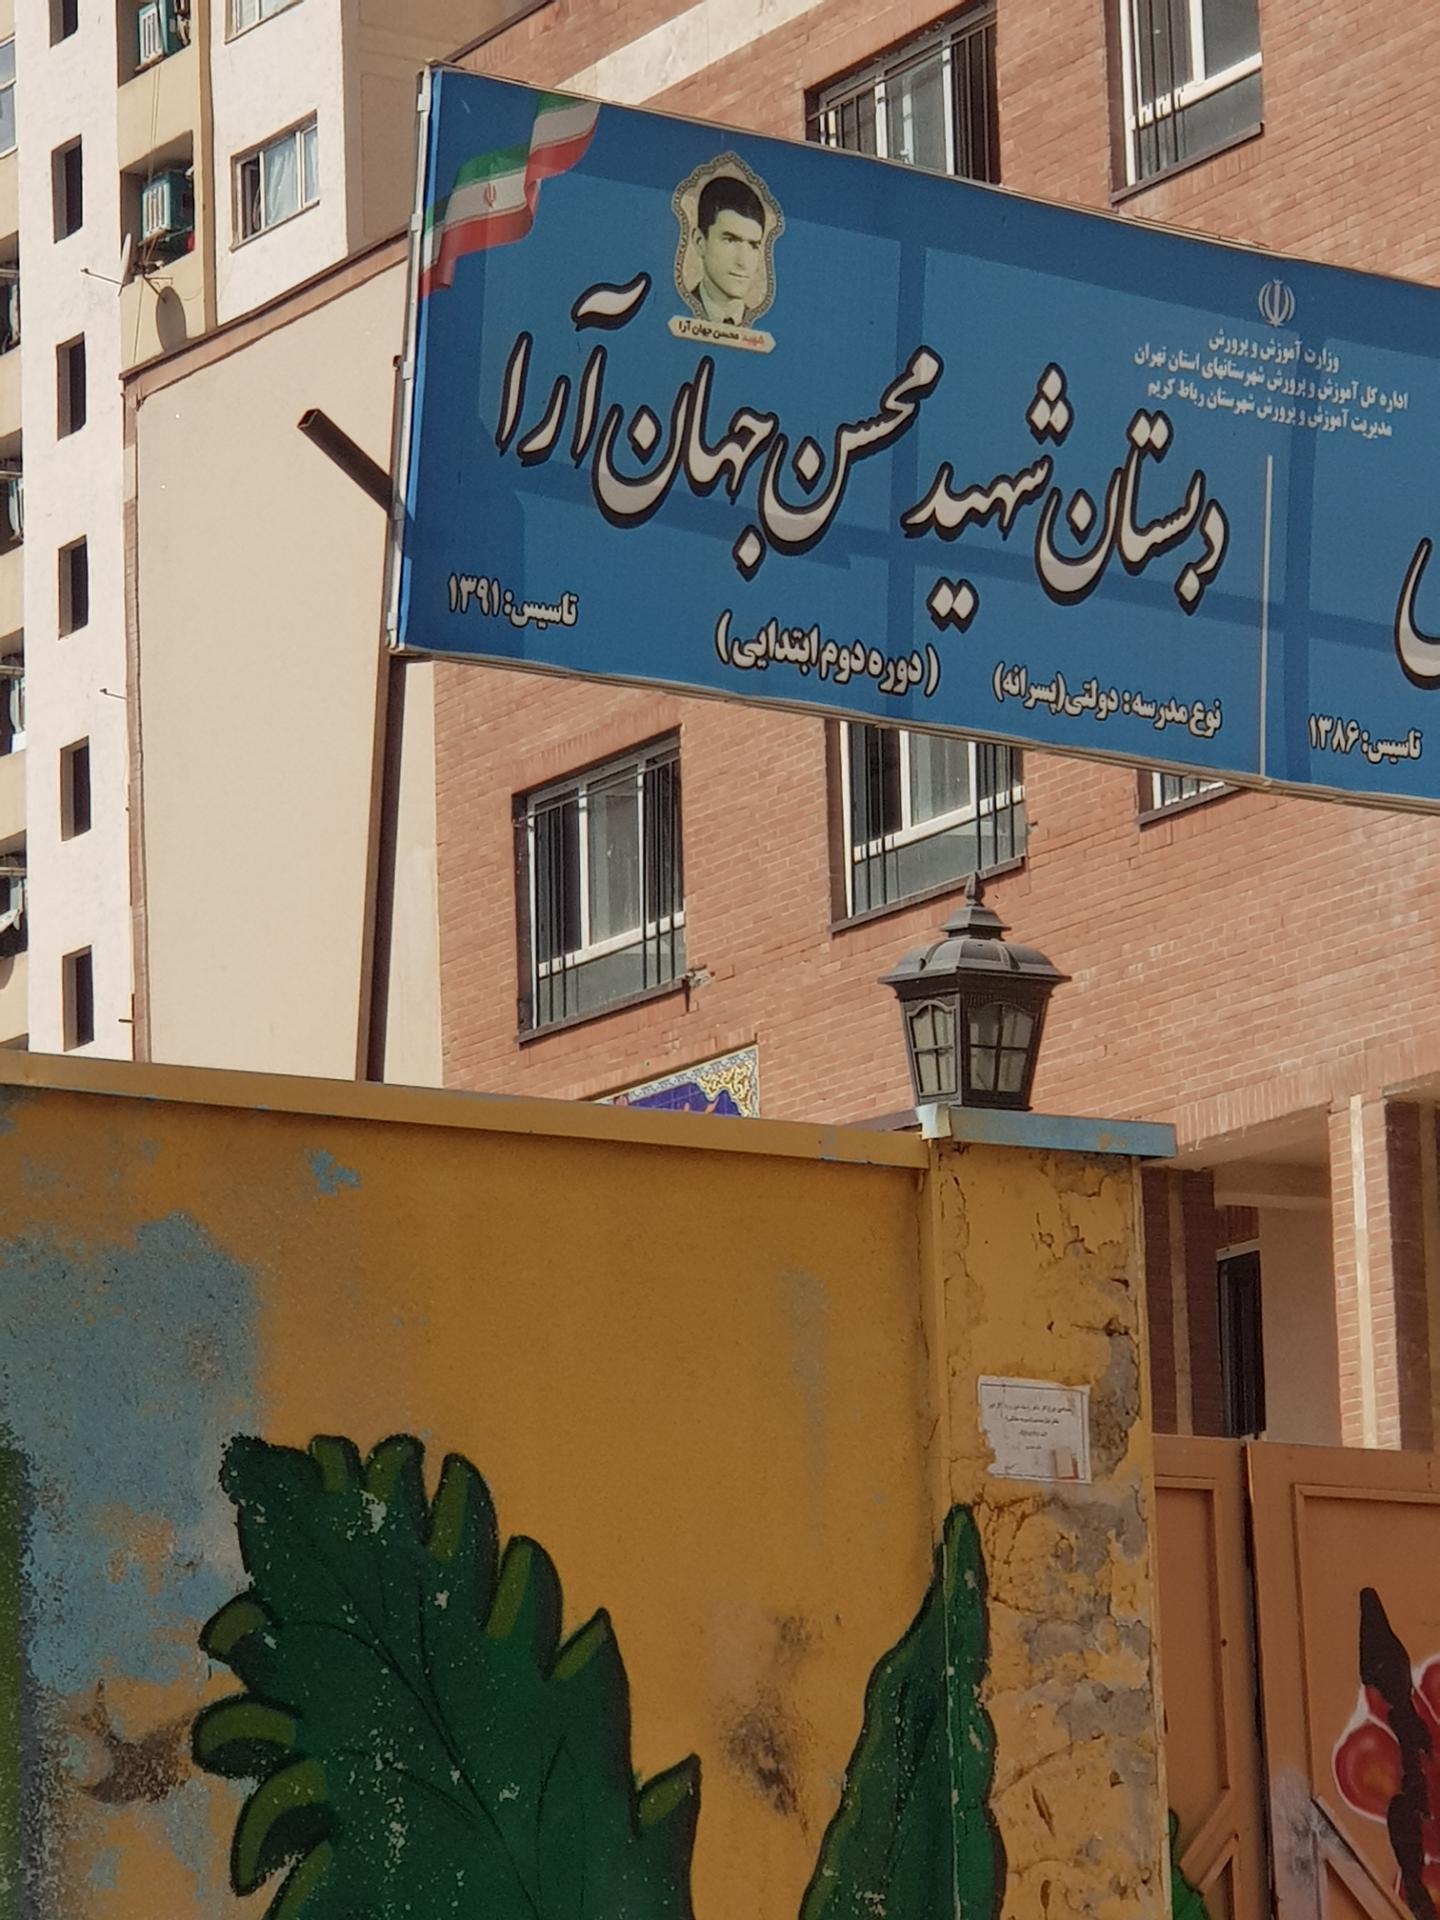 وزارت آموزش و پرورش
اداره کل آموزش و پرورش شهرستانهای استان تهران
مدیریت آموزش و پرورش شهرستان رباط کریم
شهید محسن جهان آرا
دبستان شهید محسن جهان آرا
نوع مدرسه: دولتی(پسرانه)
(دوره دوم ابتدایی)
تاسیس: ۱۳۹۱
تاسیس: ۱۳۸۶